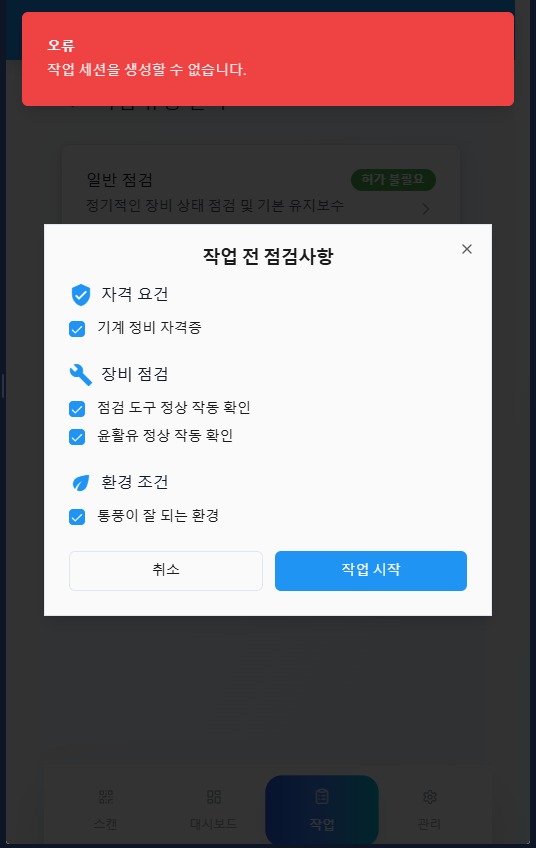 오류
작업 세션을 생성할 수 없습니다.
일반 점검
허가 불필요
정기적인 장비 상태 점검 및 기본 유지보수
작업 전 점검사항
자격 요건
기계 정비 자격증
장비 점검
점검 도구 정상 작동 확인
윤활유 정상 작동 확인
환경 조건
통풍이 잘 되는 환경
취소
작업 시작
스캔
대시보드
작업
관리